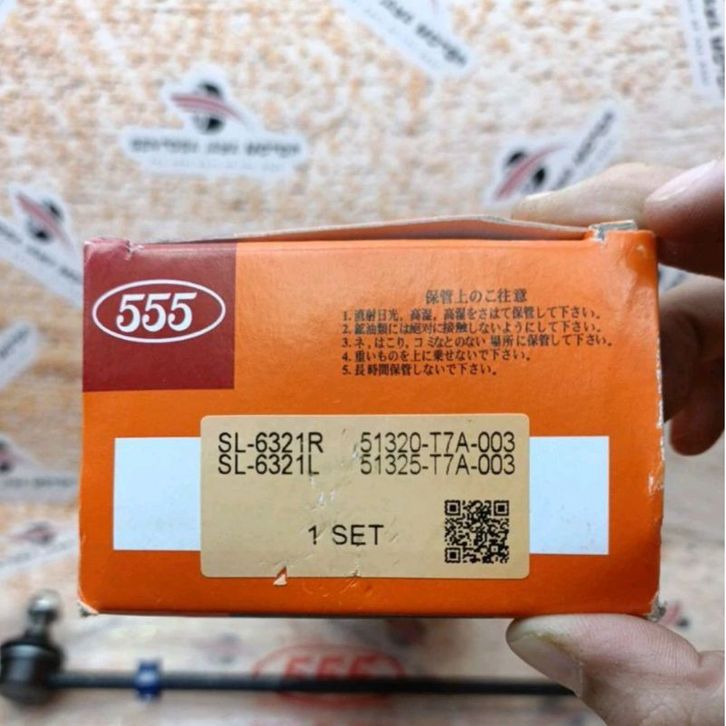 555
保管上のご注意
1. 直射日光, 高温, 高湿をさけて保管して下さい。
2. 鉱油類には絶対に接触しないようにして下さい。
3. ネ, はこり, コミなとのない 場所に保管して下さい。
4. 重いものを上に乗せないで下さい。
5. 長時間保管しないで下さい。
SL-6321R 51320-T7A-003
SL-6321L 51325-T7A-003
1 SET
555